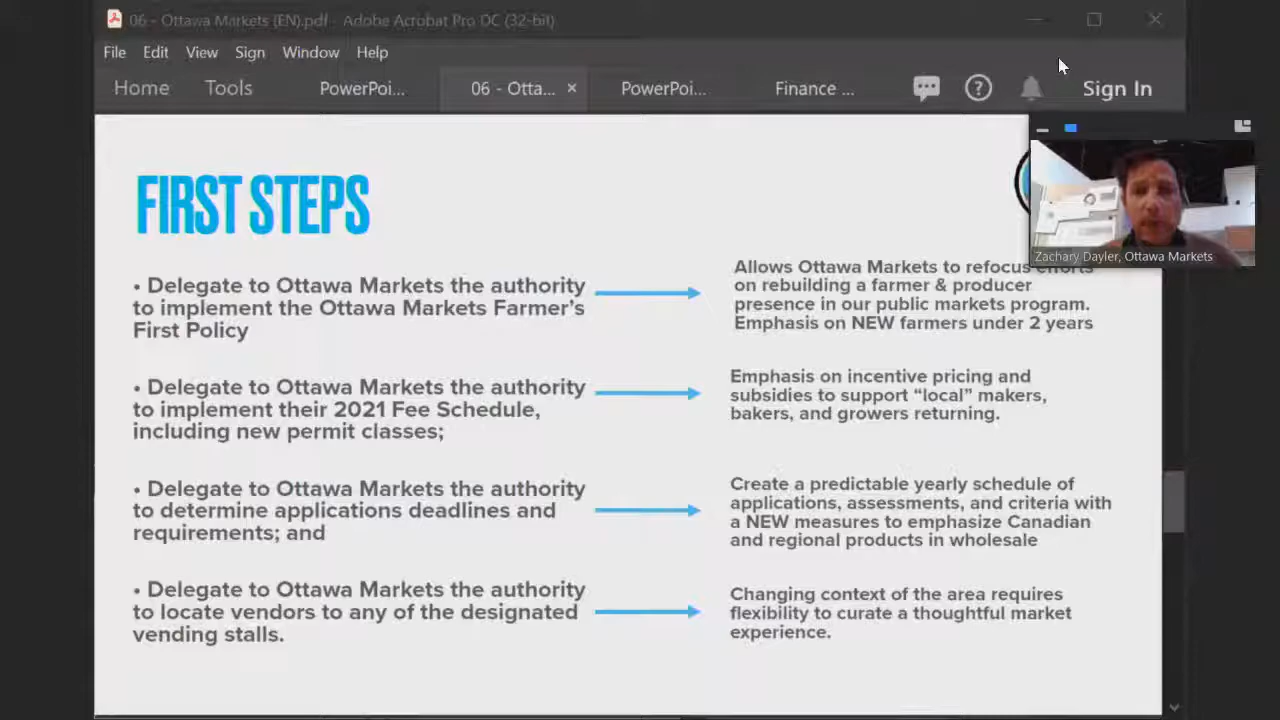 06 - Ottawa Markets (EN).pdf - Adobe Acrobat Pro DC (32-bit)
File Edit View Sign Window Help
Home Tools PowerPoi... 06 - Otta... × PowerPoi... Finance ... Sign In
FIRST STEPS
• Delegate to Ottawa Markets the authority
to implement the Ottawa Markets Farmer’s
First Policy
Allows Ottawa Markets to refocus efforts
on rebuilding a farmer & producer
presence in our public markets program.
Emphasis on NEW farmers under 2 years
• Delegate to Ottawa Markets the authority
to implement their 2021 Fee Schedule,
including new permit classes;
Emphasis on incentive pricing and
subsidies to support “local” makers,
bakers, and growers returning.
• Delegate to Ottawa Markets the authority
to determine applications deadlines and
requirements; and
Create a predictable yearly schedule of
applications, assessments, and criteria with
a NEW measures to emphasize Canadian
and regional products in wholesale
• Delegate to Ottawa Markets the authority
to locate vendors to any of the designated
vending stalls.
Changing context of the area requires
flexibility to curate a thoughtful market
experience.
Zachary Dayler, Ottawa Markets